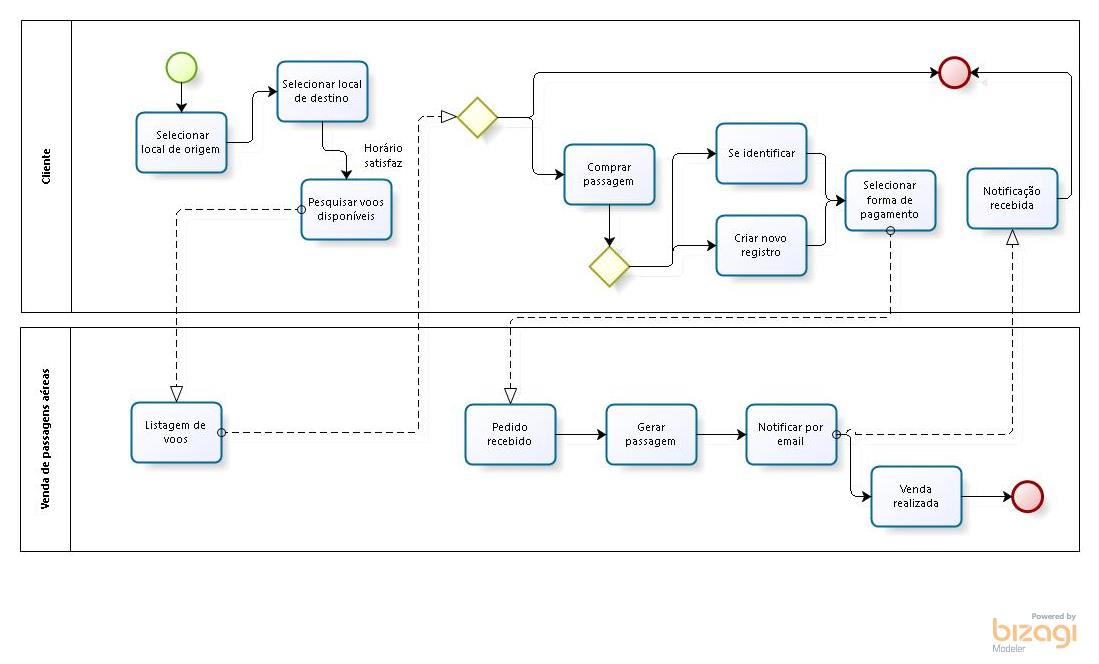 Cliente
Selecionar
local de origem
Selecionar local
de destino
Horário
satisfaz
Pesquisar voos
disponíveis
Comprar
passagem
Se identificar
Criar novo
registro
Selecionar
forma de
pagamento
Notificação
recebida
Venda de passagens aéreas
Listagem de
voos
Pedido
recebido
Gerar
passagem
Notificar por
email
Venda
realizada
Powered by
bizagi
Modeler